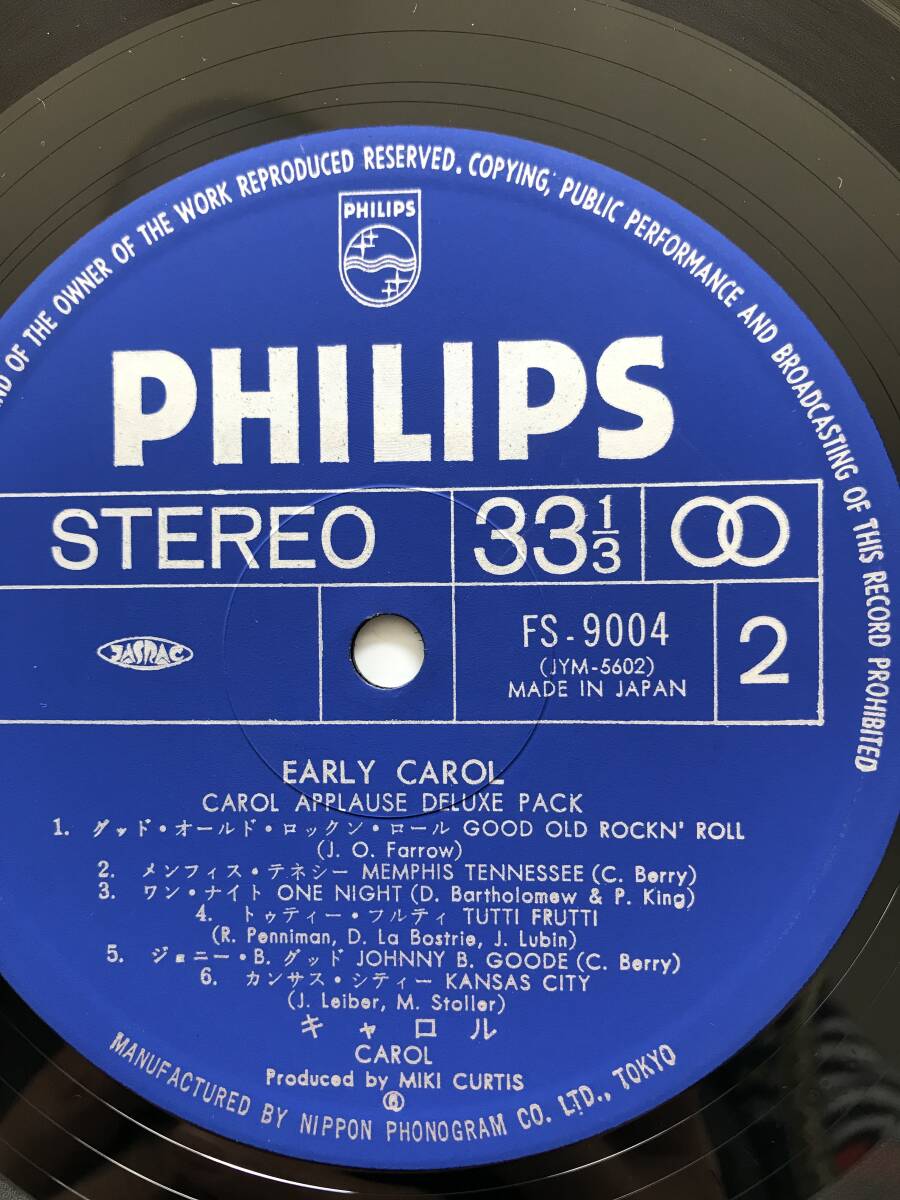 ND OF THE OWNER OF THE WORK REPRODUCED RESERVED. COPYING, PUBLIC PERFORMANCE AND BROADCASTING OF THIS RECORD PROHIBITED
PHILIPS
PHILIPS
STEREO 33 1/3
JASRAC
FS-9004 2
(JYM-5602)
MADE IN JAPAN
EARLY CAROL
CAROL APPLAUSE DELUXE PACK
1. グッド・オールド・ロックン・ロール GOOD OLD ROCKN' ROLL
(J. O. Farrow)
2. メンフィス・テネシー MEMPHIS TENNESSEE (C. Berry)
3. ワン・ナイト ONE NIGHT (D. Bartholomew & P. King)
4. トゥティー・フルティ TUTTI FRUTTI
(R. Penniman, D. La Bostrie, J. Lubin)
5. ジョニー・B. グッド JOHNNY B. GOODE (C. Berry)
6. カンサス・シティー KANSAS CITY
(J. Leiber, M. Stoller)
キャロル
CAROL
Produced by MIKI CURTIS
MANUFACTURED BY NIPPON PHONOGRAM CO. LTD., TOKYO